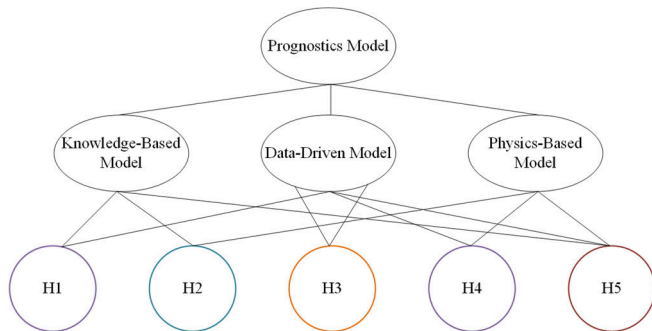 Prognostics Model
Knowledge-Based
Model
Data-Driven Model
Physics-Based
Model
H1
H2
H3
H4
H5